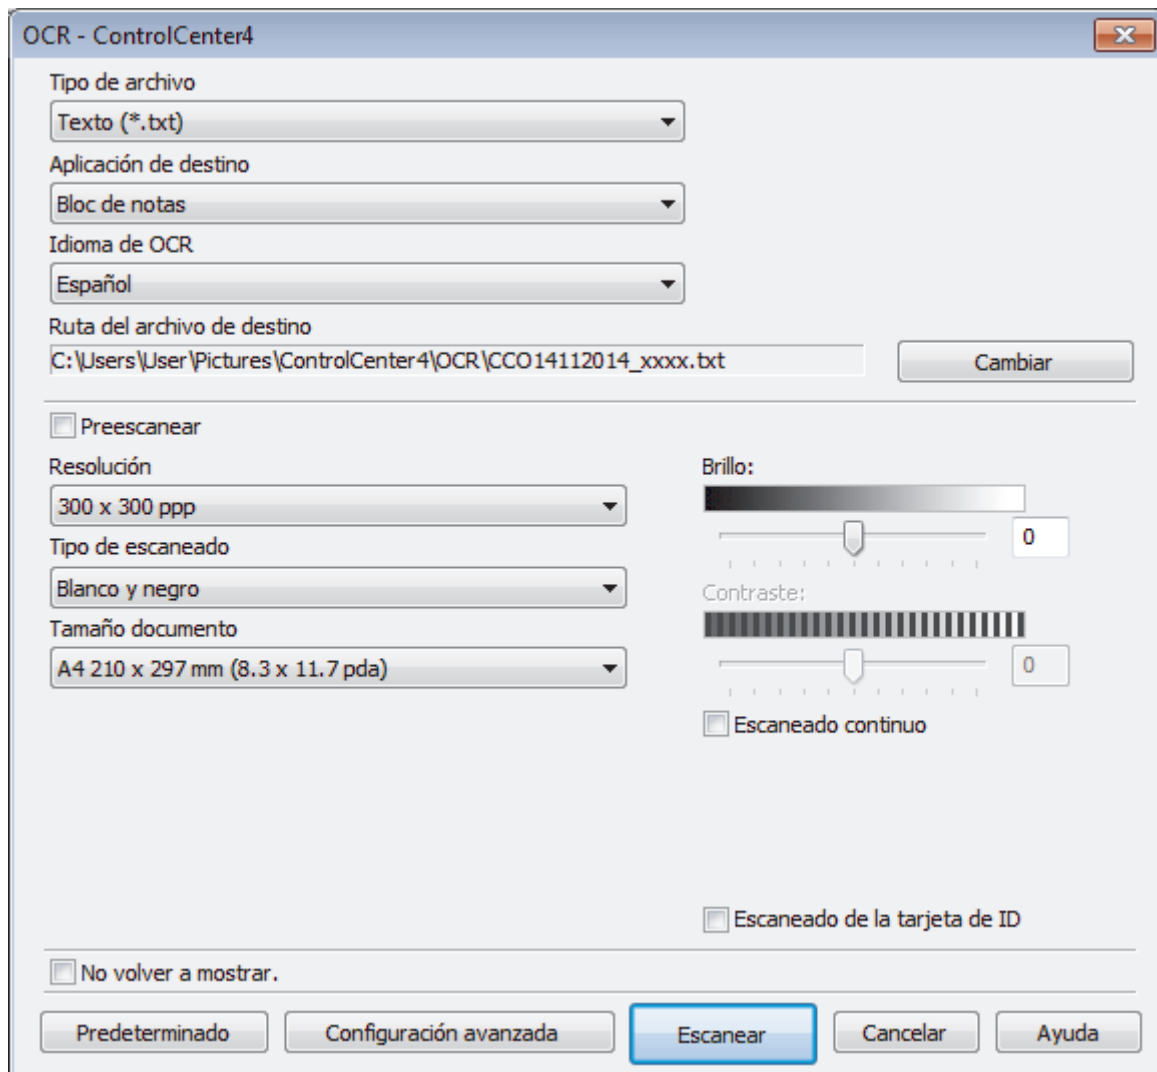 OCR - ControlCenter4
Tipo de archivo
Texto (*.txt)
Aplicación de destino
Bloc de notas
Idioma de OCR
Español
Ruta del archivo de destino
C:\Users\User\Pictures\ControlCenter4\OCR\CCO14112014_xxxx.txt
Cambiar
Preescanear
Resolución
300 x 300 ppp
Tipo de escaneado
Blanco y negro
Tamaño documento
A4 210 x 297 mm (8.3 x 11.7 pda)
Brillo:
0
Contraste:
0
Escaneado continuo
Escaneado de la tarjeta de ID
No volver a mostrar.
Predeterminado Configuración avanzada Escanear Cancelar Ayuda